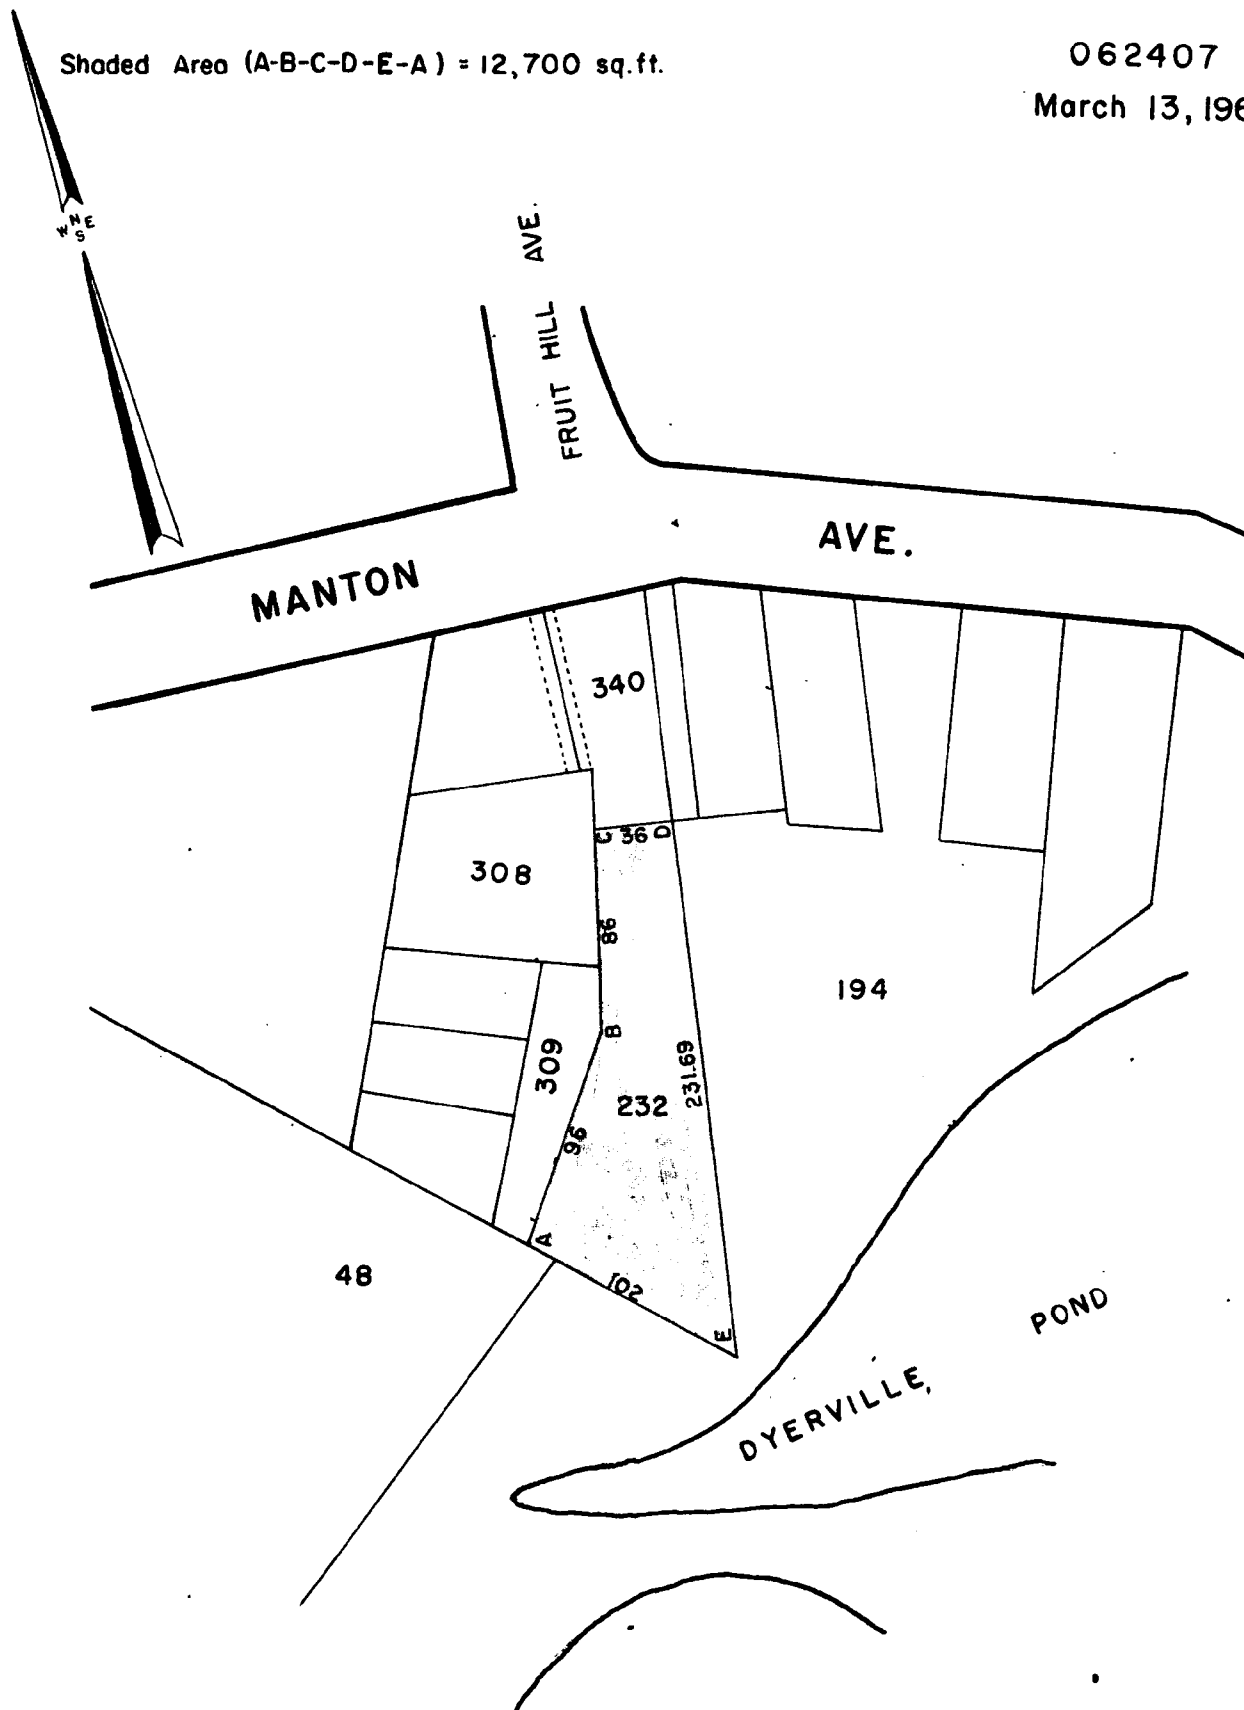 Shaded Area (A-B-C-D-E-A) = 12,700 sq.ft.
062407
March 13, 196
N
W E
S
FRUIT HILL AVE.
MANTON AVE.
340
C 36 D
308
86
194
B
309
231.69
232
96
A
48
102
E
DYERVILLE, POND